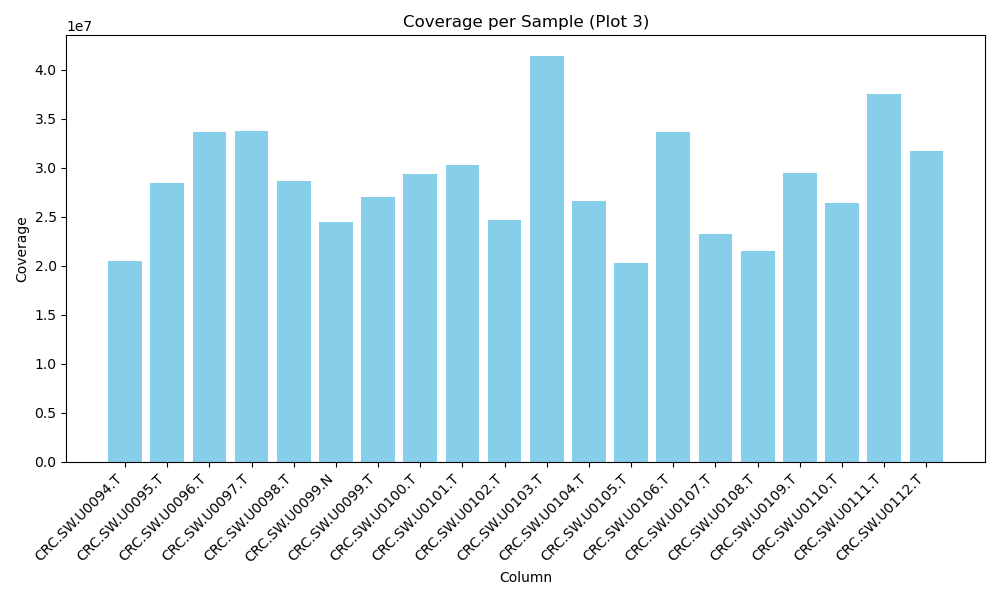 Coverage per Sample (Plot 3)
1e7
Coverage
4.0
3.5
3.0
2.5
2.0
1.5
1.0
0.5
0.0
CRC.SW.U0094.T
CRC.SW.U0095.T
CRC.SW.U0096.T
CRC.SW.U0097.T
CRC.SW.U0098.T
CRC.SW.U0099.N
CRC.SW.U0099.T
CRC.SW.U0100.T
CRC.SW.U0101.T
CRC.SW.U0102.T
CRC.SW.U0103.T
CRC.SW.U0104.T
CRC.SW.U0105.T
CRC.SW.U0106.T
CRC.SW.U0107.T
CRC.SW.U0108.T
CRC.SW.U0109.T
CRC.SW.U0110.T
CRC.SW.U0111.T
CRC.SW.U0112.T
Column